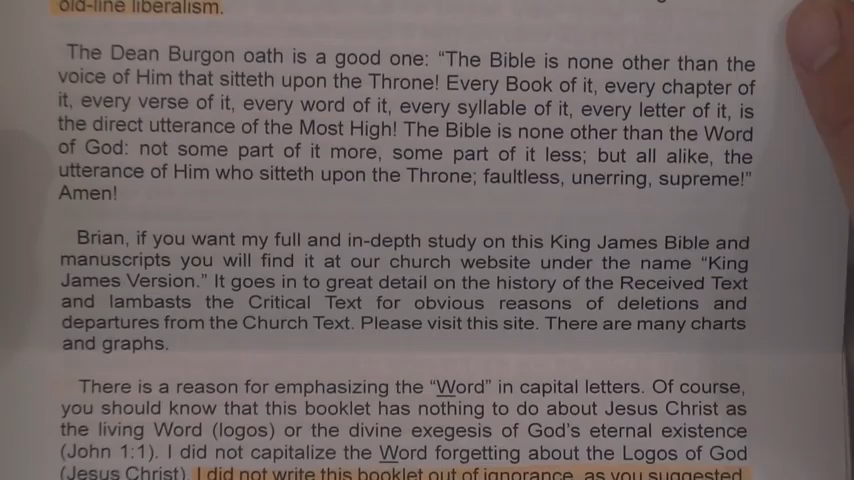 old-line liberalism.
The Dean Burgon oath is a good one: “The Bible is none other than the
voice of Him that sitteth upon the Throne! Every Book of it, every chapter of
it, every verse of it, every word of it, every syllable of it, every letter of it, is
the direct utterance of the Most High! The Bible is none other than the Word
of God: not some part of it more, some part of it less; but all alike, the
utterance of Him who sitteth upon the Throne; faultless, unerring, supreme!”
Amen!
Brian, if you want my full and in-depth study on this King James Bible and
manuscripts you will find it at our church website under the name “King
James Version.” It goes in to great detail on the history of the Received Text
and lambasts the Critical Text for obvious reasons of deletions and
departures from the Church Text. Please visit this site. There are many charts
and graphs.
There is a reason for emphasizing the “Word” in capital letters. Of course,
you should know that this booklet has nothing to do about Jesus Christ as
the living Word (logos) or the divine exegesis of God’s eternal existence
(John 1:1). I did not capitalize the Word forgetting about the Logos of God
(Jesus Christ). I did not write this booklet out of ignorance, as you suggested